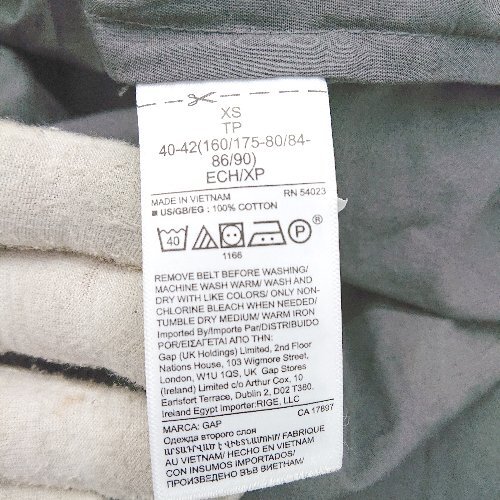 XS
TP
40-42(160/175-80/84-
86/90)
ECH/XP
MADE IN VIETNAM RN 54023
■ US/GB/EG : 100% COTTON
40 P
1166
REMOVE BELT BEFORE WASHING/
MACHINE WASH WARM/ WASH AND
DRY WITH LIKE COLORS/ ONLY NON-
CHLORINE BLEACH WHEN NEEDED/
TUMBLE DRY MEDIUM/ WARM IRON
Imported By/Importe Par/DISTRIBUIDO
POR/ΕΙΣΑΓΕΤΑΙ ΑΠΟ:
Gap (UK Holdings) Limited, 2nd Floor
Nations House, 103 Wigmore Street,
London, W1U 1QS, UK Gap Stores
(Ireland) Limited c/o Arthur Cox, 10
Earlsfort Terrace, Dublin 2, D02 T380.
Ireland Egypt Importer:RIGE, LLC
MARCA: GAP CA 17897
Одежда второго слоя
ԱՐՏԱԴՐՎԱԾ Է ՎԻԵՏՆԱՄՈՒՄ/ FABRIQUE
AU VIETNAM/ HECHO EN VIETNAM
CON INSUMOS IMPORTADOS/
ПРОИЗВЕДЕНО ВЬЕТНАМ/